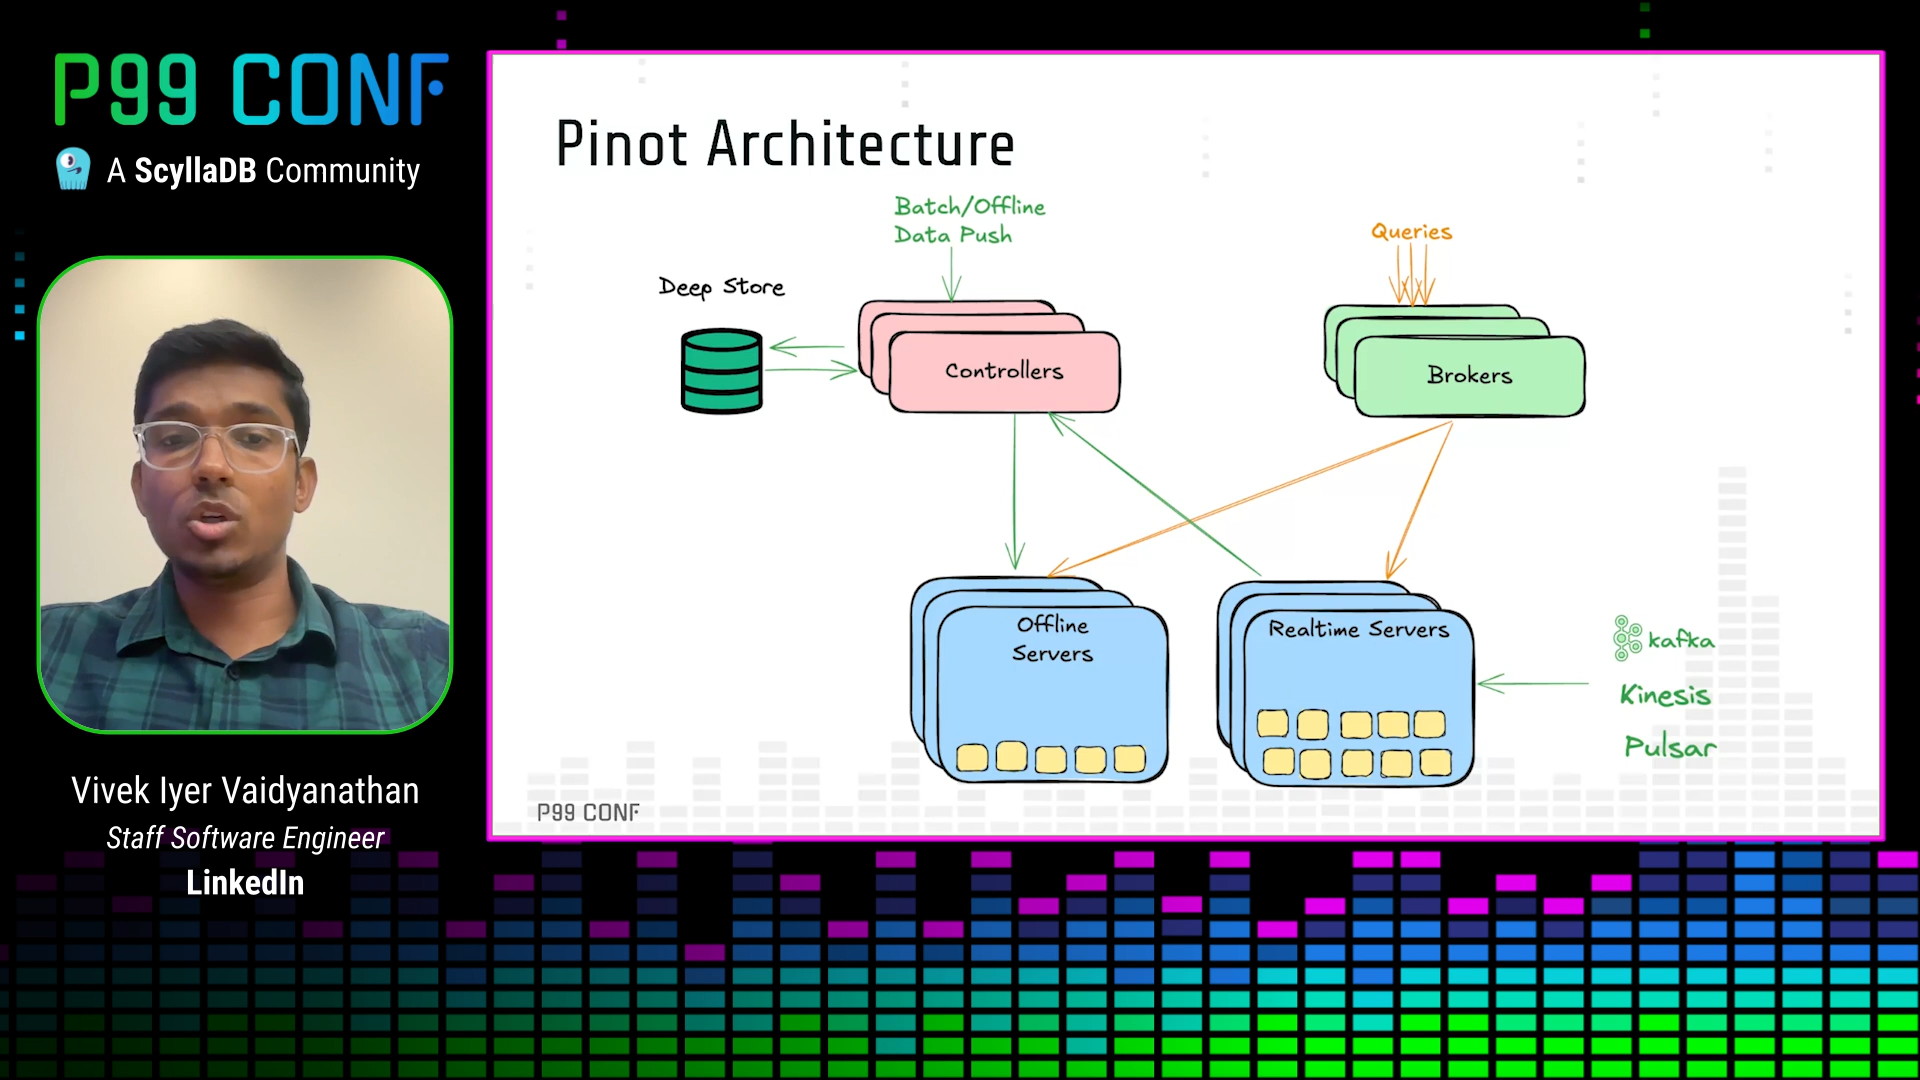 P99 CONF
A ScyllaDB Community
Vivek Iyer Vaidyanathan
Staff Software Engineer
LinkedIn
Pinot Architecture
Batch/Offline
Data Push
Queries
Deep Store
Controllers
Brokers
Offline
Servers
Realtime Servers
kafka
Kinesis
Pulsar
P99 CONF